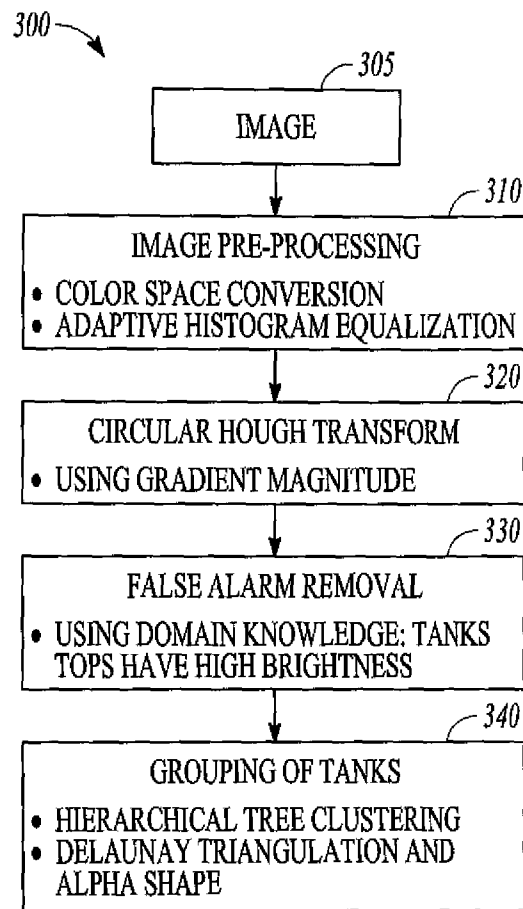 300
305
IMAGE
310
IMAGE PRE-PROCESSING
• COLOR SPACE CONVERSION
• ADAPTIVE HISTOGRAM EQUALIZATION
320
CIRCULAR HOUGH TRANSFORM
• USING GRADIENT MAGNITUDE
330
FALSE ALARM REMOVAL
• USING DOMAIN KNOWLEDGE: TANKS
TOPS HAVE HIGH BRIGHTNESS
340
GROUPING OF TANKS
• HIERARCHICAL TREE CLUSTERING
• DELAUNAY TRIANGULATION AND
ALPHA SHAPE